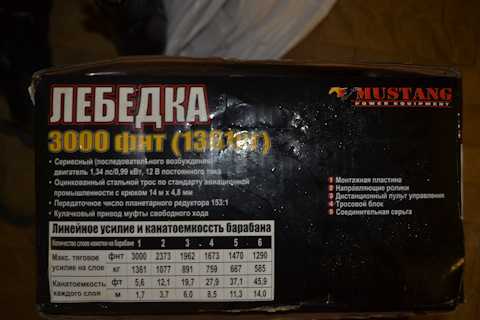 ЛЕБЕДКА
MUSTANG
POWER EQUIPMENT
3000 фнт (1361кг)
• Сериесный (последовательного возбуждения)
двигатель 1,34 лс/0,99 кВт, 12 В постоянного тока
• Оцинкованный стальной трос по стандарту авиационной
промышленности с крюком 14 м х 4,8 мм
• Передаточное число планетарного редуктора 153:1
• Кулачковый привод муфты свободного хода
1 Монтажная пластина
2 Направляющие ролики
3 Дистанционный пульт управления
4 Тросовой блок
5 Соединительная серьга
Линейное усилие и канатоемкость барабана
Количество слоев намотки на барабане 1 2 3 4 5 6
Макс. тяговое усилие на слое фнт 3000 2373 1962 1673 1470 1290
кг 1361 1077 891 759 667 585
Канатоемкость каждого слоя фт 5,6 12,1 19,7 27,9 37,1 45,9
м 1,7 3,7 6,0 8,5 11,3 14,0